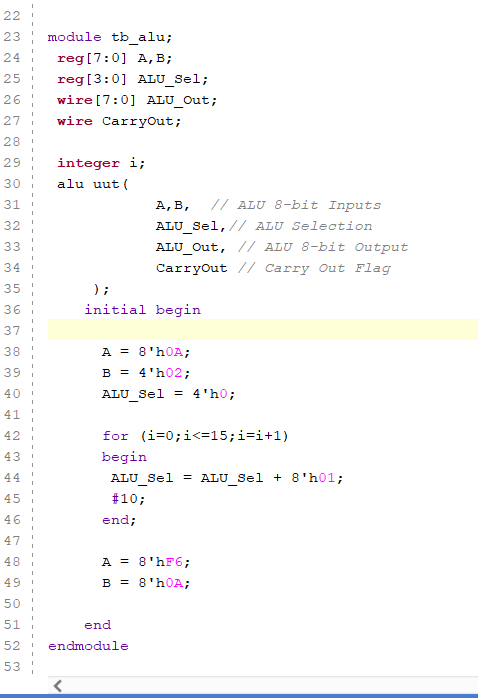 22
23 module tb_alu;
24 reg[7:0] A,B;
25 reg[3:0] ALU_Sel;
26 wire[7:0] ALU_Out;
27 wire CarryOut;
28
29 integer i;
30 alu uut(
31 A,B, // ALU 8-bit Inputs
32 ALU_Sel,// ALU Selection
33 ALU_Out, // ALU 8-bit Output
34 CarryOut // Carry Out Flag
35 );
36 initial begin
37
38 A = 8'h0A;
39 B = 4'h02;
40 ALU_Sel = 4'h0;
41
42 for (i=0;i<=15;i=i+1)
43 begin
44 ALU_Sel = ALU_Sel + 8'h01;
45 #10;
46 end;
47
48 A = 8'hF6;
49 B = 8'h0A;
50
51 end
52 endmodule
53